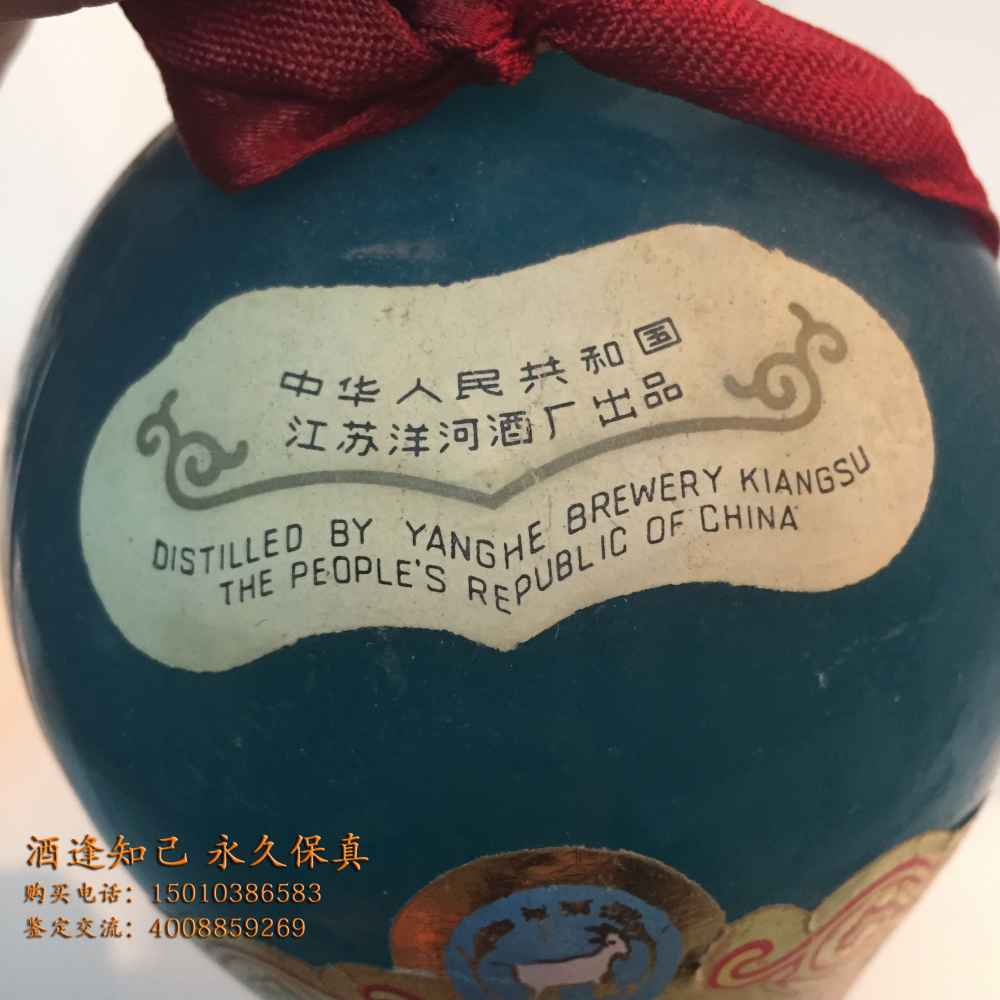 中华人民共和国
江苏洋河酒厂出品
DISTILLED BY YANGHE BREWERY KIANGSU
THE PEOPLE'S REPUBLIC OF CHINA
酒逢知己 永久保真
购买电话：15010386583
鉴定交流：4008859269